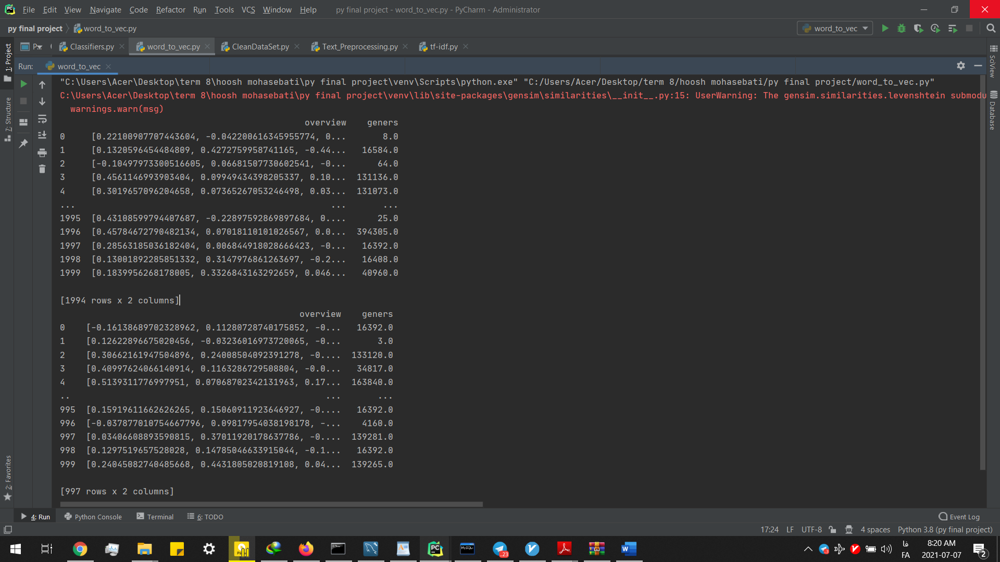 File Edit View Navigate Code Refactor Run Tools VCS Window Help py final project - word_to_vec.py - PyCharm - Administrator
py final project word_to_vec.py word_to_vec
P... Classifiers.py word_to_vec.py CleanDataSet.py Text_Preprocessing.py tf-idf.py
Run: word_to_vec
1: Project
7: Structure
2: Favorites
SciView
Database
"C:\Users\Acer\Desktop\term 8\hoosh mohasebati\py final project\venv\Scripts\python.exe" "C:/Users/Acer/Desktop/term 8/hoosh mohasebati/py final project/word_to_vec.py"
C:\Users\Acer\Desktop\term 8\hoosh mohasebati\py final project\venv\lib\site-packages\gensim\similarities\__init__.py:15: UserWarning: The gensim.similarities.levenshtein submodu
warnings.warn(msg)
overview geners
0 [0.22100907707443604, -0.042200616345955774, 0... 8.0
1 [0.1320596454484809, 0.4272759958741165, -0.44... 16584.0
2 [-0.10497973300516605, 0.06681507730602541, -0... 64.0
3 [0.4561146993903404, 0.09949434398205337, 0.10... 131136.0
4 [0.3019657096204658, 0.07365267053246498, 0.03... 131073.0
... ... ...
1995 [0.43108599794407687, -0.22897592869897684, 0.... 25.0
1996 [0.45784672790482134, 0.07018110101026567, 0.0... 394305.0
1997 [0.28563185036182404, 0.006844918028666423, -0... 16392.0
1998 [0.13001892285851332, 0.3147976861263697, -0.2... 16408.0
1999 [0.1839956268178005, 0.3326843163292659, 0.046... 40960.0
[1994 rows x 2 columns]
overview geners
0 [-0.16138689702328962, 0.11280728740175852, -0... 16392.0
1 [0.12622896675020456, -0.03236016973720065, -0... 3.0
2 [0.30662161947504896, 0.24008504092391278, -0.... 133120.0
3 [0.40997624066140914, 0.1163286729508804, -0.0... 34817.0
4 [0.5139311776997951, 0.07068702342131963, 0.17... 163840.0
.. ... ...
995 [0.15919611662626265, 0.15060911923646927, -0.... 16392.0
996 [-0.037877010754667796, 0.09817954038198178, -... 4160.0
997 [0.03406608893590815, 0.37011920178637786, -0.... 139281.0
998 [0.1297519657528028, 0.14785046633915044, -0.1... 16392.0
999 [0.24045082740485668, 0.4431805020819108, 0.04... 139265.0
[997 rows x 2 columns]
4: Run Python Console Terminal 6: TODO Event Log
17:24 LF UTF-8 4 spaces Python 3.8 (py final project)
فا 8:20 AM
FA 2021-07-07 2